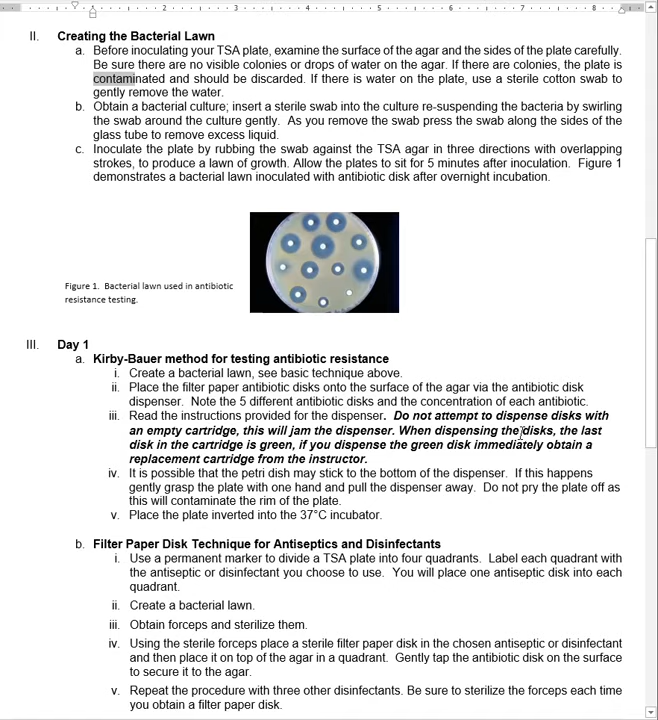 1 2 3 4 5 6 7 8
II. Creating the Bacterial Lawn
a. Before inoculating your TSA plate, examine the surface of the agar and the sides of the plate carefully.
Be sure there are no visible colonies or drops of water on the agar. If there are colonies, the plate is
contaminated and should be discarded. If there is water on the plate, use a sterile cotton swab to
gently remove the water.
b. Obtain a bacterial culture; insert a sterile swab into the culture re-suspending the bacteria by swirling
the swab around the culture gently. As you remove the swab press the swab along the sides of the
glass tube to remove excess liquid.
c. Inoculate the plate by rubbing the swab against the TSA agar in three directions with overlapping
strokes, to produce a lawn of growth. Allow the plates to sit for 5 minutes after inoculation. Figure 1
demonstrates a bacterial lawn inoculated with antibiotic disk after overnight incubation.
Figure 1. Bacterial lawn used in antibiotic
resistance testing.
III. Day 1
a. Kirby-Bauer method for testing antibiotic resistance
i. Create a bacterial lawn, see basic technique above.
ii. Place the filter paper antibiotic disks onto the surface of the agar via the antibiotic disk
dispenser. Note the 5 different antibiotic disks and the concentration of each antibiotic.
iii. Read the instructions provided for the dispenser. Do not attempt to dispense disks with
an empty cartridge, this will jam the dispenser. When dispensing the disks, the last
disk in the cartridge is green, if you dispense the green disk immediately obtain a
replacement cartridge from the instructor.
iv. It is possible that the petri dish may stick to the bottom of the dispenser. If this happens
gently grasp the plate with one hand and pull the dispenser away. Do not pry the plate off as
this will contaminate the rim of the plate.
v. Place the plate inverted into the 37°C incubator.
b. Filter Paper Disk Technique for Antiseptics and Disinfectants
i. Use a permanent marker to divide a TSA plate into four quadrants. Label each quadrant with
the antiseptic or disinfectant you choose to use. You will place one antiseptic disk into each
quadrant.
ii. Create a bacterial lawn.
iii. Obtain forceps and sterilize them.
iv. Using the sterile forceps place a sterile filter paper disk in the chosen antiseptic or disinfectant
and then place it on top of the agar in a quadrant. Gently tap the antibiotic disk on the surface
to secure it to the agar.
v. Repeat the procedure with three other disinfectants. Be sure to sterilize the forceps each time
you obtain a filter paper disk.